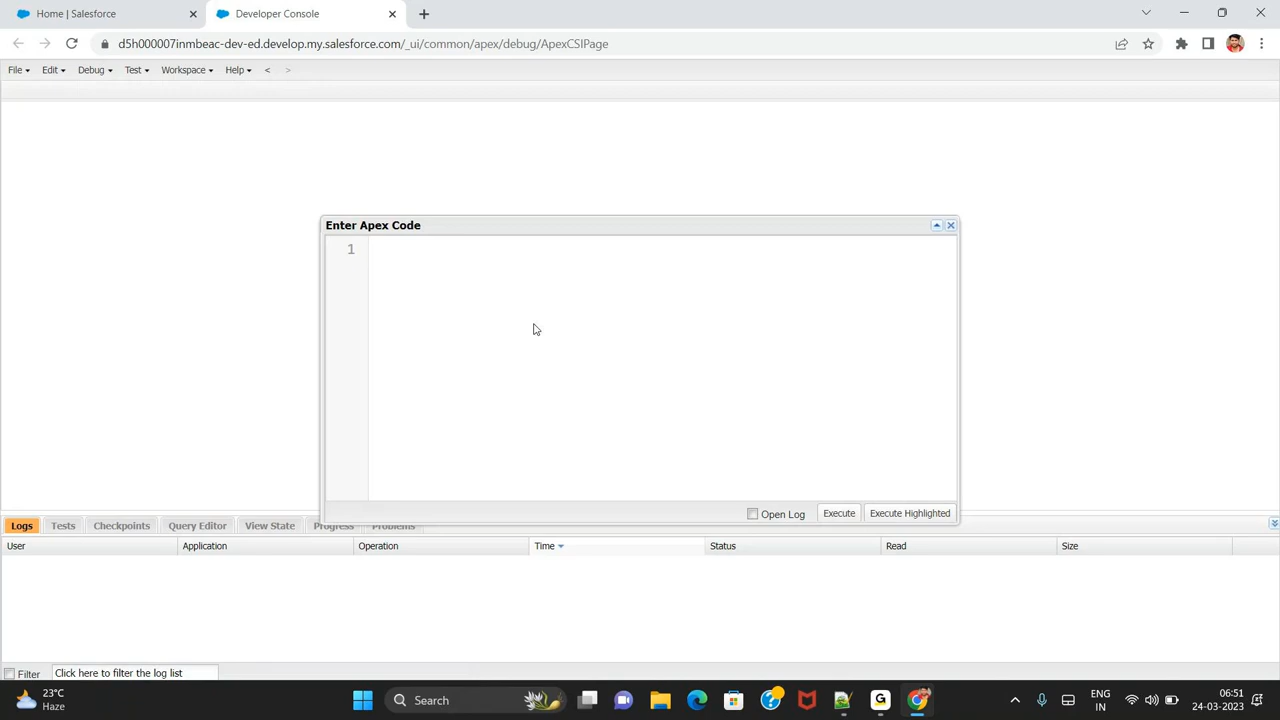 Home | Salesforce
Developer Console
d5h000007inmbeac-dev-ed.develop.my.salesforce.com/_ui/common/apex/debug/ApexCSIPage
File Edit Debug Test Workspace Help < >
Enter Apex Code
1
Open Log Execute Execute Highlighted
Logs Tests Checkpoints Query Editor View State Progress Problems
User Application Operation Time Status Read Size
Filter Click here to filter the log list
23°C
Haze
Search
ENG
IN
06:51
24-03-2023